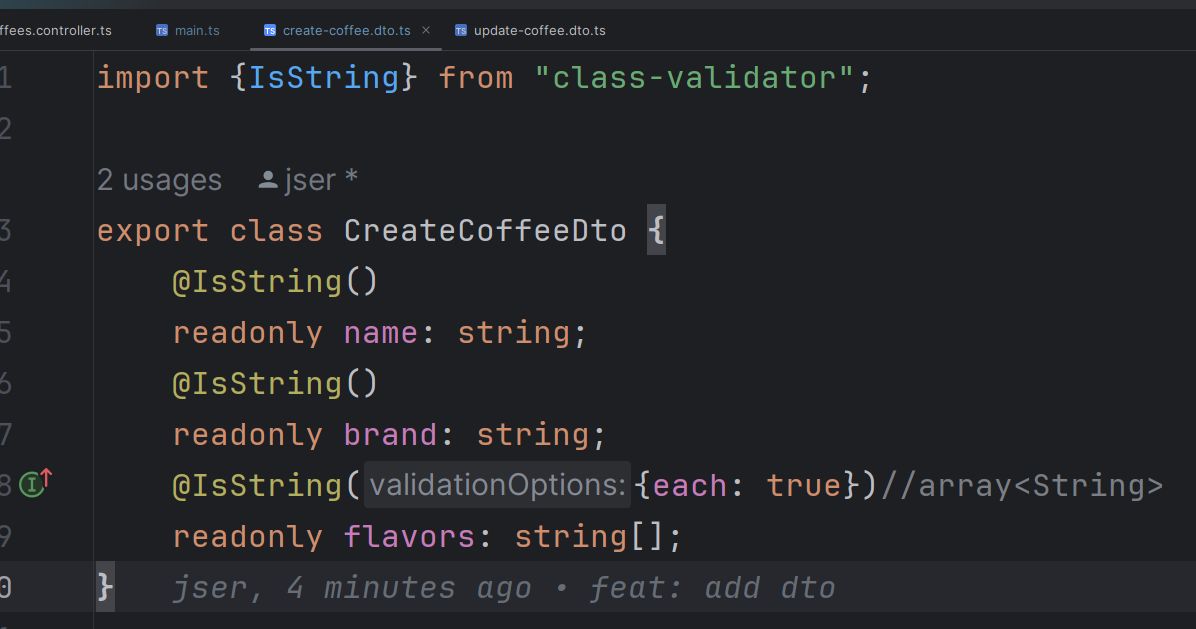 ffees.controller.ts TS main.ts TS create-coffee.dto.ts × TS update-coffee.dto.ts
1 import {IsString} from "class-validator";
2
2 usages jser *
3 export class CreateCoffeeDto {
4 @IsString()
5 readonly name: string;
6 @IsString()
7 readonly brand: string;
8 I @IsString( validationOptions: {each: true})//array<String>
9 readonly flavors: string[];
0 } jser, 4 minutes ago • feat: add dto